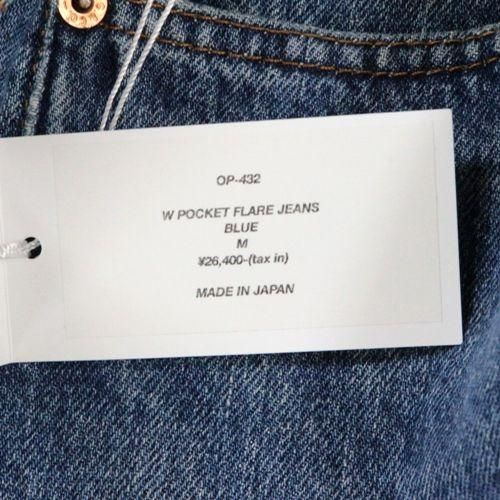 OP-432
W POCKET FLARE JEANS
BLUE
M
¥26,400-(tax in)
MADE IN JAPAN